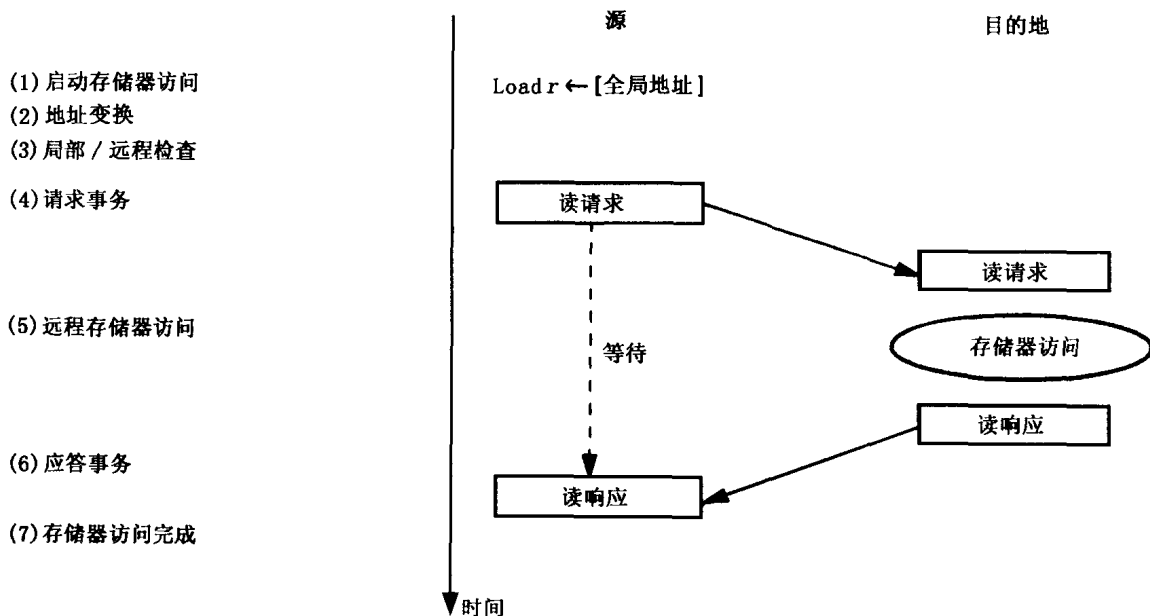 源
目的地
(1)启动存储器访问
Load r ← [全局地址]
(2)地址变换
(3)局部/远程检查
(4)请求事务
读请求
读请求
(5)远程存储器访问
存储器访问
等待
读响应
(6)应答事务
读响应
(7)存储器访问完成
时间